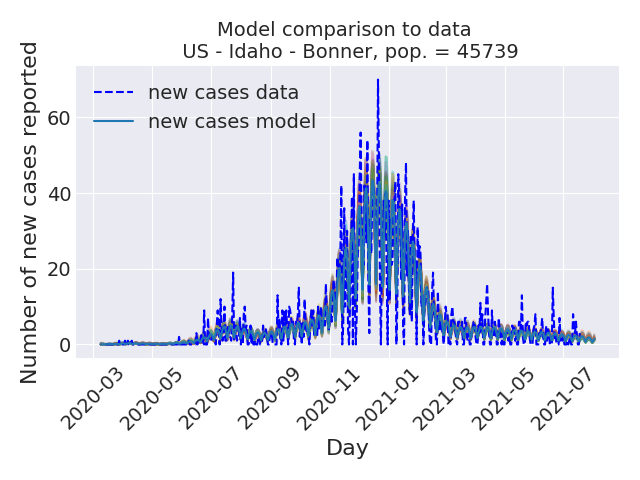 Model comparison to data
US - Idaho - Bonner, pop. = 45739
Number of new cases reported
60
40
20
0
new cases data
new cases model
2020-03
2020-05
2020-07
2020-09
2020-11
2021-01
2021-03
2021-05
2021-07
Day